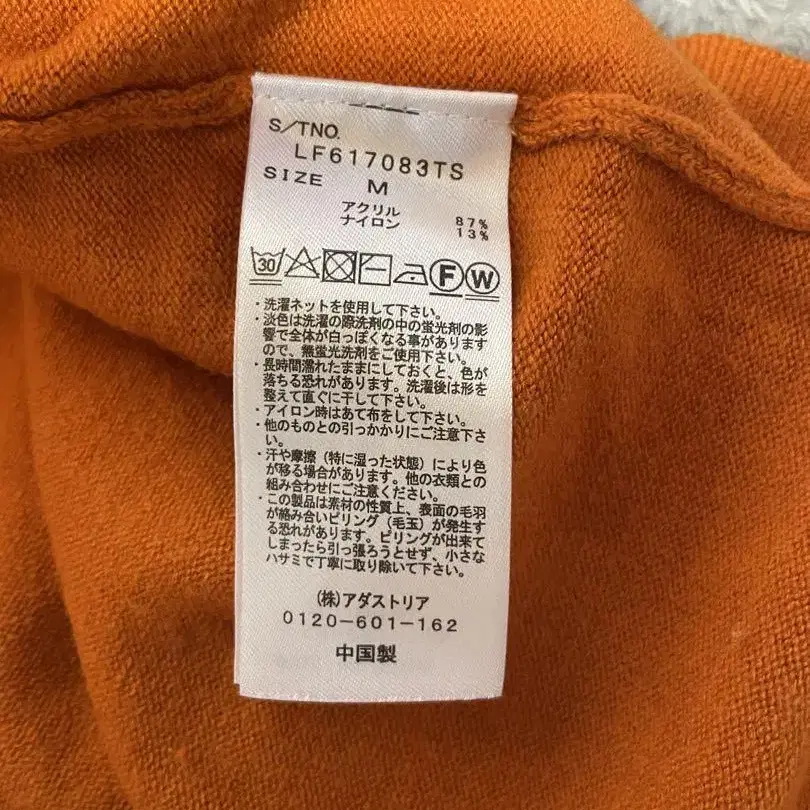 S/TNO.
LF617083TS
SIZE M
アクリル 87%
ナイロン 13%
30 F W
・洗濯ネットを使用して下さい。
・淡色は洗濯の際洗剤の中の蛍光剤の影
響で全体が白っぽくなる事があります
ので、無蛍光洗剤をご使用下さい。
・長時間濡れたままにしておくと、色が
落ちる恐れがあります。洗濯後は形を
整えて直ぐに干して下さい。
・アイロン時はあて布をして下さい。
・他のものとの引っかかりにご注意下さ
い。
・汗や摩擦（特に湿った状態）により色
が移る場合があります。他の衣類との
組み合わせにご注意ください。
・この製品は素材の性質上、表面の毛羽
が絡み合いピリング（毛玉）が発生す
る恐れがあります。ピリングが出来て
しまったら引っ張ろうとせず、小さな
ハサミで丁寧に取り除いて下さい。
(株)アダストリア
0120-601-162
中国製